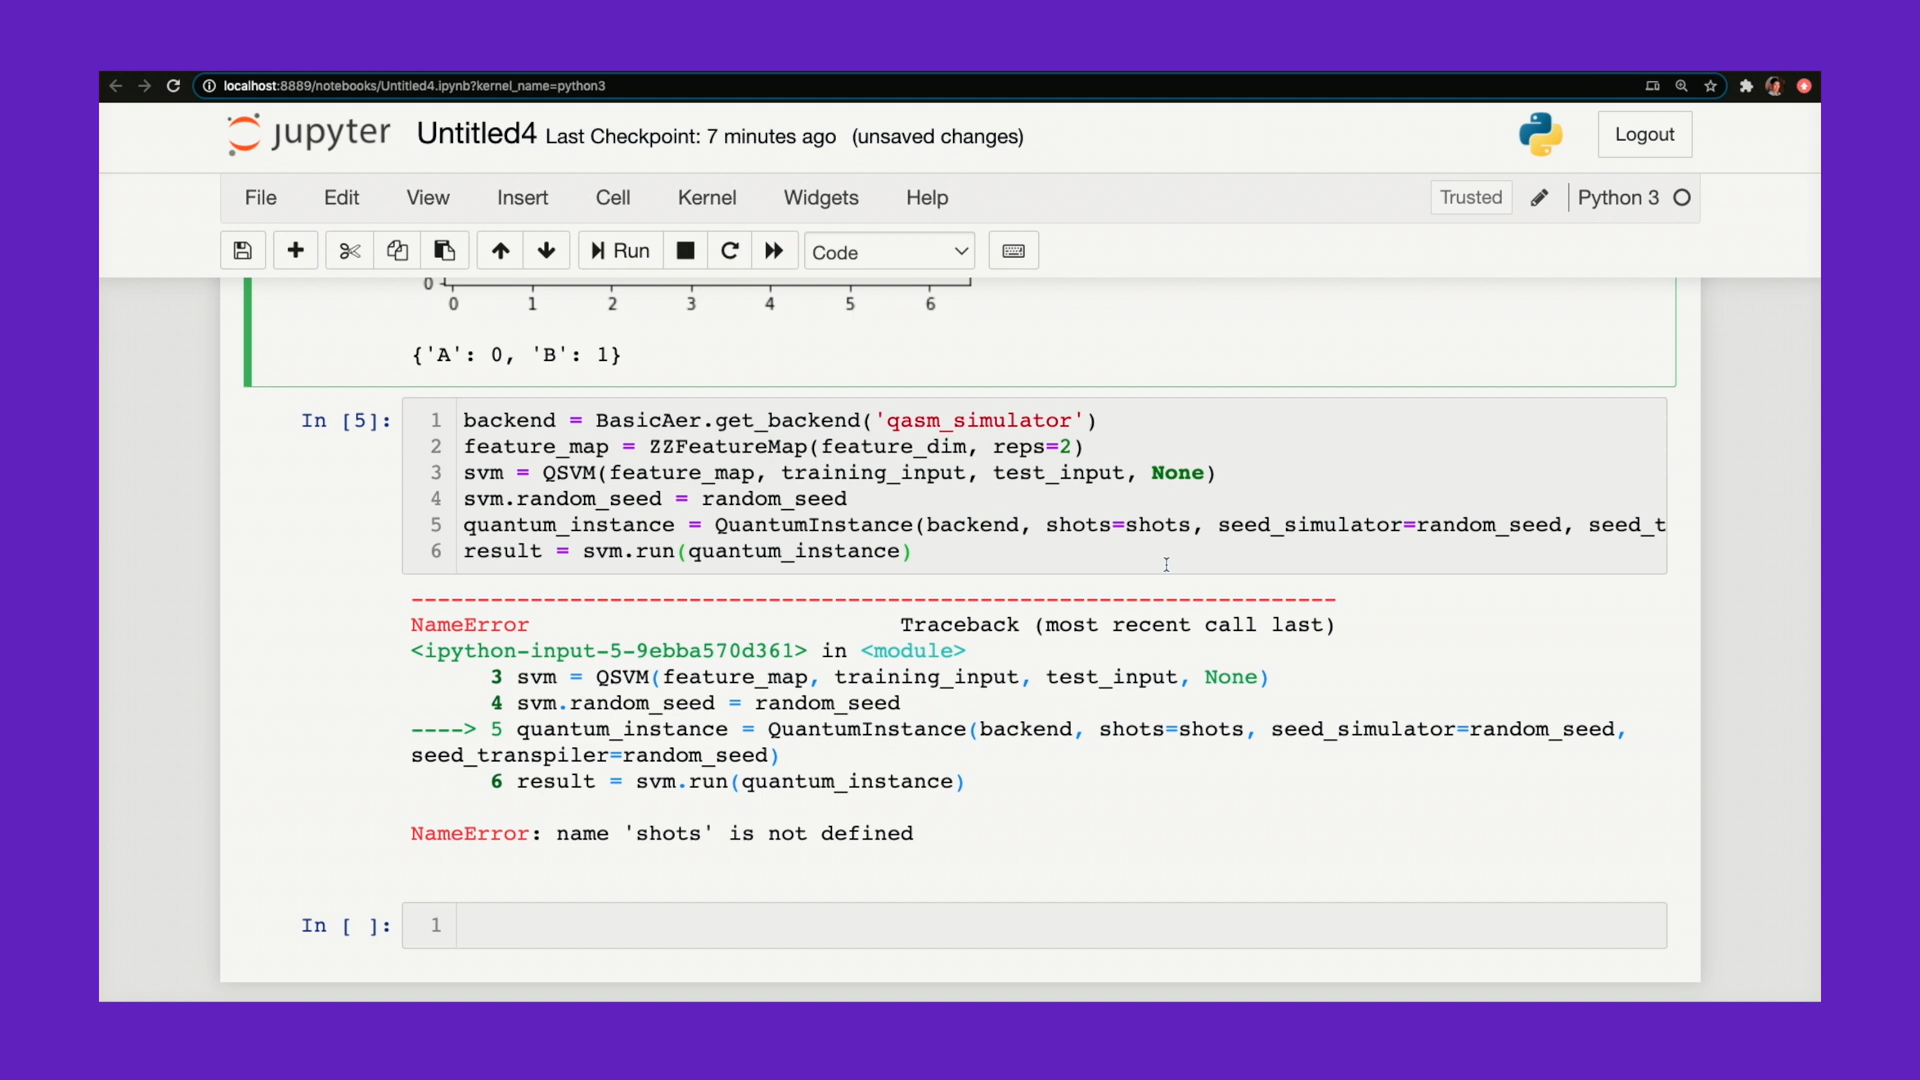 localhost:8889/notebooks/Untitled4.ipynb?kernel_name=python3
jupyter Untitled4 Last Checkpoint: 7 minutes ago (unsaved changes) Logout
File Edit View Insert Cell Kernel Widgets Help Trusted Python 3
Run Code
0
0 1 2 3 4 5 6
{'A': 0, 'B': 1}
In [5]:
1 backend = BasicAer.get_backend('qasm_simulator')
2 feature_map = ZZFeatureMap(feature_dim, reps=2)
3 svm = QSVM(feature_map, training_input, test_input, None)
4 svm.random_seed = random_seed
5 quantum_instance = QuantumInstance(backend, shots=shots, seed_simulator=random_seed, seed_t
6 result = svm.run(quantum_instance)
---------------------------------------------------------------------------
NameError Traceback (most recent call last)
<ipython-input-5-9ebba570d361> in <module>
3 svm = QSVM(feature_map, training_input, test_input, None)
4 svm.random_seed = random_seed
----> 5 quantum_instance = QuantumInstance(backend, shots=shots, seed_simulator=random_seed,
seed_transpiler=random_seed)
6 result = svm.run(quantum_instance)
NameError: name 'shots' is not defined
In [ ]: 1